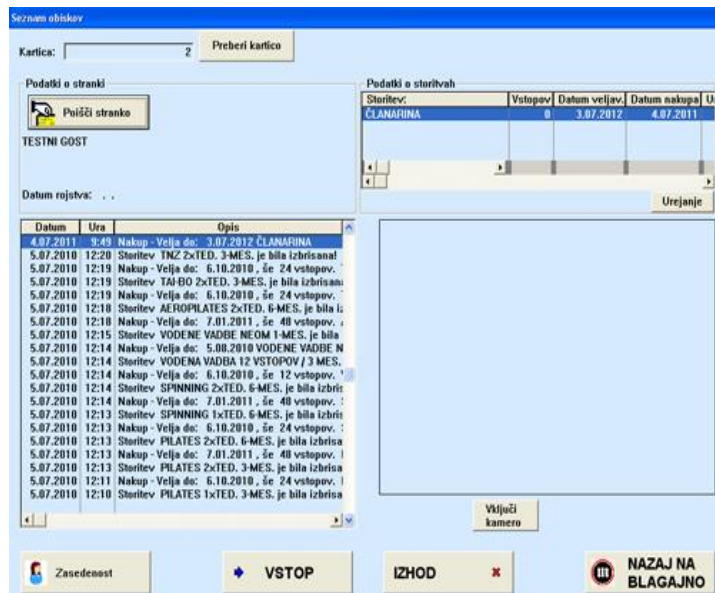 Seznam obiskov
Kartica: 2 Preberi kartico
Podatki o stranki
Poišči stranko
TESTNI GOST
Datum rojstva: . .
Podatki o storitvah
Storitev: Vstopov Datum veljav. Datum nakupa U
ČLANARINA 0 3.07.2012 4.07.2011
Urejanje
Datum Ura Opis
4.07.2011 9:49 Nakup - Velja do: 3.07.2012 ČLANARINA
5.07.2010 12:20 Storitev TNZ 2xTED. 3-MES. je bila izbrisana!
5.07.2010 12:19 Nakup - Velja do: 6.10.2010 , še 24 vstopov.
5.07.2010 12:19 Storitev TAI-BO 2xTED. 3-MES. je bila izbrisan
5.07.2010 12:19 Nakup - Velja do: 6.10.2010 , še 24 vstopov.
5.07.2010 12:18 Storitev AEROPILATES 2xTED. 6-MES. je bila iz
5.07.2010 12:18 Nakup - Velja do: 7.01.2011 , še 48 vstopov.
5.07.2010 12:15 Storitev VODENE VADBE NEOM 1-MES. je bila
5.07.2010 12:14 Nakup - Velja do: 5.08.2010 VODENE VADBE N
5.07.2010 12:14 Storitev VODENA VADBA 12 VSTOPOV / 3 MES.
5.07.2010 12:14 Nakup - Velja do: 6.10.2010 , še 12 vstopov.
5.07.2010 12:14 Storitev SPINNING 2xTED. 6-MES. je bila izbris
5.07.2010 12:14 Nakup - Velja do: 7.01.2011 , še 48 vstopov.
5.07.2010 12:13 Storitev SPINNING 1xTED. 6-MES. je bila izbris
5.07.2010 12:13 Nakup - Velja do: 6.10.2010 , še 24 vstopov.
5.07.2010 12:13 Storitev PILATES 2xTED. 6-MES. je bila izbrisa
5.07.2010 12:13 Nakup - Velja do: 7.01.2011 , še 48 vstopov.
5.07.2010 12:13 Storitev PILATES 2xTED. 3-MES. je bila izbrisa
5.07.2010 12:11 Nakup - Velja do: 6.10.2010 , še 24 vstopov.
5.07.2010 12:10 Storitev PILATES 1xTED. 3-MES. je bila izbrisa
Vključi
kamero
Zasedenost
VSTOP
IZHOD
NAZAJ NA
BLAGAJNO